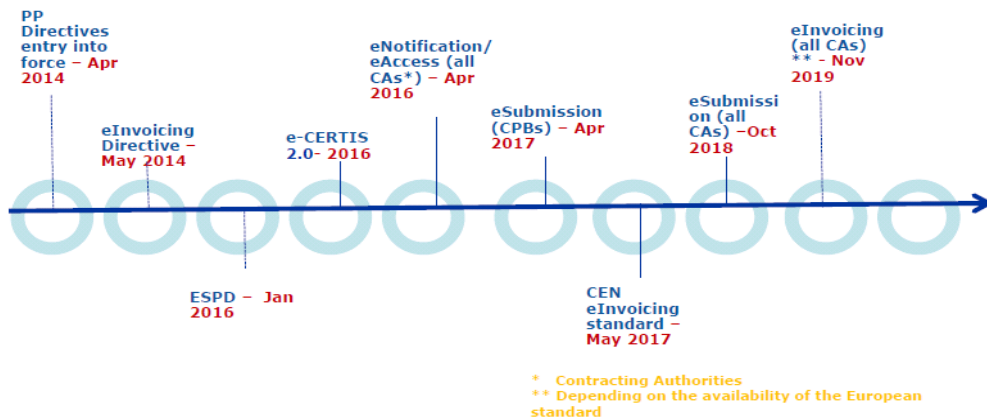 PP
Directives
entry into
force – Apr
2014
eInvoicing
Directive –
May 2014
ESPD – Jan
2016
e-CERTIS
2.0- 2016
eNotification/
eAccess (all
CAs*) – Apr
2016
eSubmission
(CPBs) – Apr
2017
CEN
eInvoicing
standard –
May 2017
eSubmissi
on (all
CAs) –Oct
2018
eInvoicing
(all CAs)
** - Nov
2019
* Contracting Authorities
** Depending on the availability of the European
standard